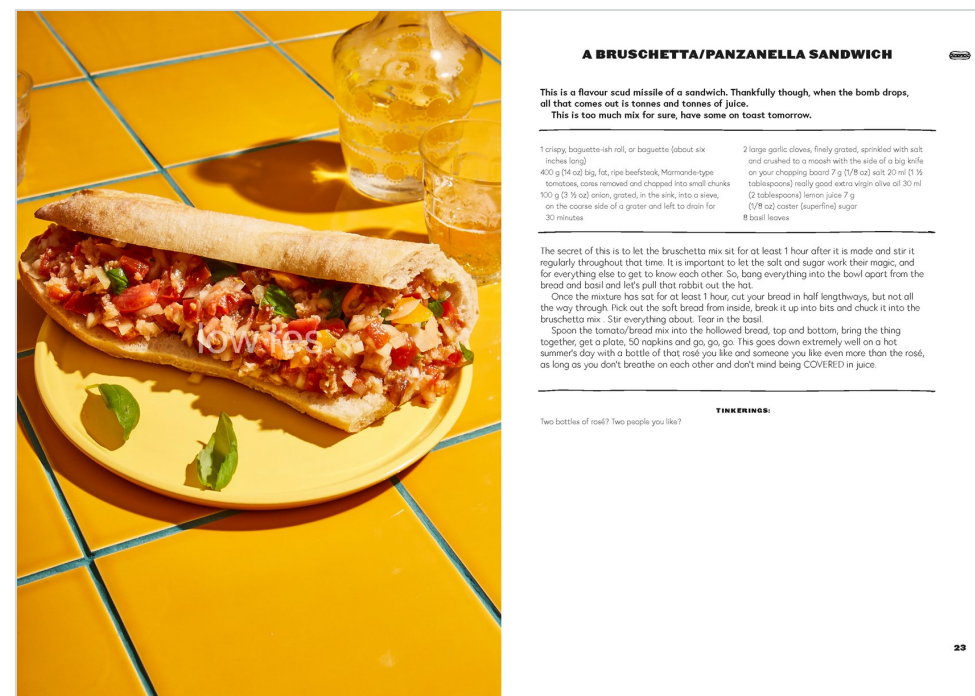 low res
A BRUSCHETTA/PANZANELLA SANDWICH
This is a flavour scud missile of a sandwich. Thankfully though, when the bomb drops,
all that comes out is tonnes and tonnes of juice.
This is too much mix for sure, have some on toast tomorrow.
1 crispy, baguette-ish roll, or baguette (about six
inches long)
400 g (14 oz) big, fat, ripe beefsteak, Marmande-type
tomatoes, cores removed and chopped into small chunks
100 g (3 ½ oz) onion, grated, in the sink, into a sieve,
on the coarse side of a grater and left to drain for
30 minutes
2 large garlic cloves, finely grated, sprinkled with salt
and crushed to a moosh with the side of a big knife
on your chopping board 7 g (1/8 oz) salt 20 ml (1 ½
tablespoons) really good extra virgin olive oil 30 ml
(2 tablespoons) lemon juice 7 g
(1/8 oz) caster (superfine) sugar
8 basil leaves
The secret of this is to let the bruschetta mix sit for at least 1 hour after it is made and stir it
regularly throughout that time. It is important to let the salt and sugar work their magic, and
for everything else to get to know each other. So, bang everything into the bowl apart from the
bread and basil and let's pull that rabbit out the hat.
Once the mixture has sat for at least 1 hour, cut your bread in half lengthways, but not all
the way through. Pick out the soft bread from inside, break it up into bits and chuck it into the
bruschetta mix . Stir everything about. Tear in the basil.
Spoon the tomato/bread mix into the hollowed bread, top and bottom, bring the thing
together, get a plate, 50 napkins and go, go, go. This goes down extremely well on a hot
summer's day with a bottle of that rosé you like and someone you like even more than the rosé,
as long as you don't breathe on each other and don't mind being COVERED in juice.
TINKERINGS:
Two bottles of rosé? Two people you like?
23